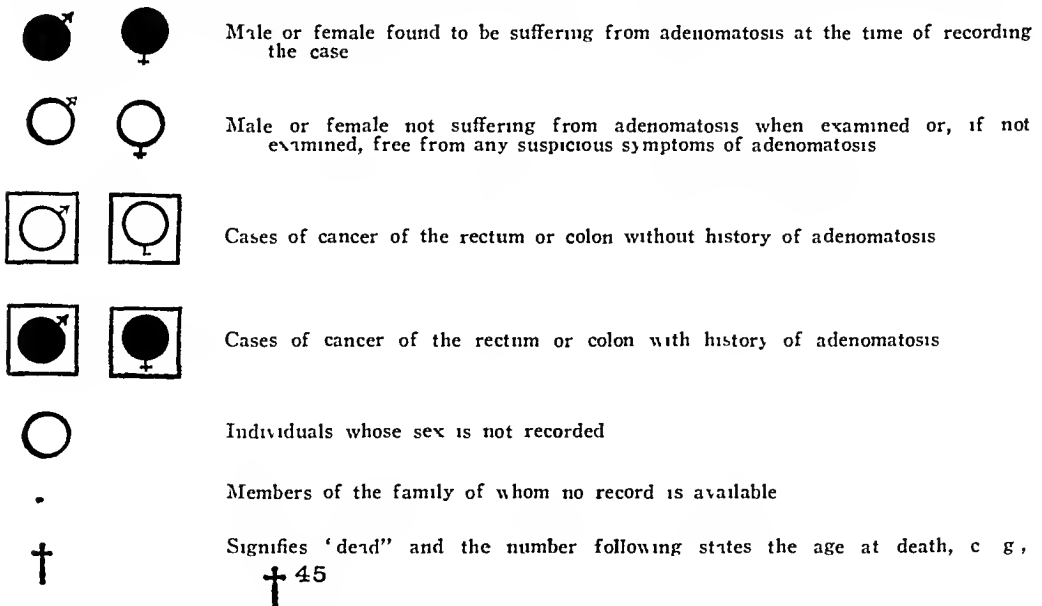 Male or female found to be suffering from adenomatosis at the time of recording
the case
Male or female not suffering from adenomatosis when examined or, if not
examined, free from any suspicious symptoms of adenomatosis
Cases of cancer of the rectum or colon without history of adenomatosis
Cases of cancer of the rectum or colon with history of adenomatosis
Individuals whose sex is not recorded
Members of the family of whom no record is available
† Signifies ‘dead” and the number following states the age at death, e g,
† 45